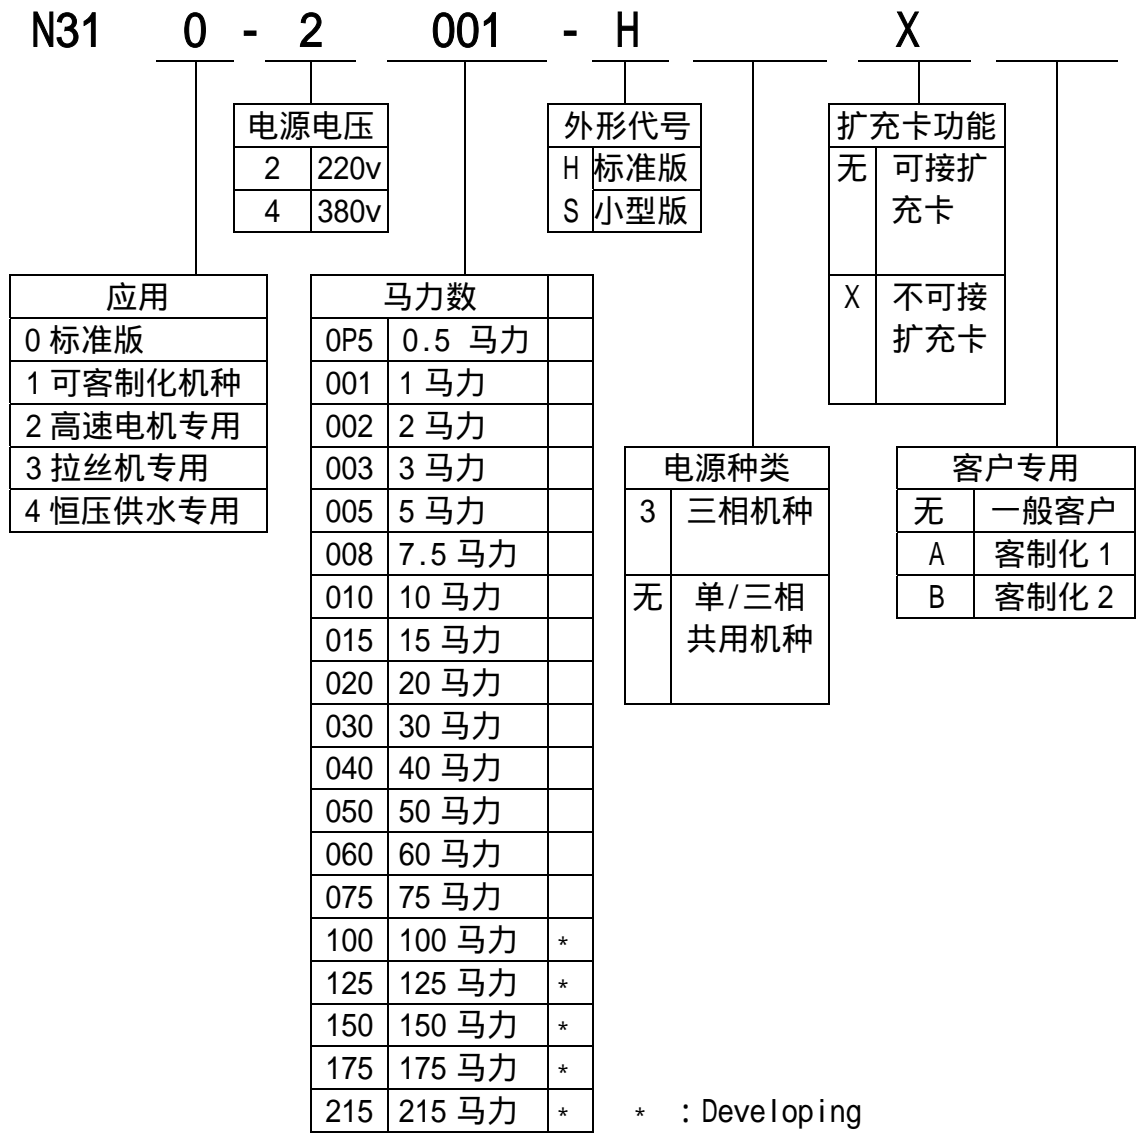 N31 0 - 2 001 - H X
电源电压
2 220v
4 380v
外形代号
H 标准版
S 小型版
扩充卡功能
无 可接扩
充卡
X 不可接
扩充卡
应用
0 标准版
1 可客制化机种
2 高速电机专用
3 拉丝机专用
4 恒压供水专用
马力数
0P5 0.5 马力
001 1 马力
002 2 马力
003 3 马力
005 5 马力
008 7.5 马力
010 10 马力
015 15 马力
020 20 马力
030 30 马力
040 40 马力
050 50 马力
060 60 马力
075 75 马力
100 100 马力 *
125 125 马力 *
150 150 马力 *
175 175 马力 *
215 215 马力 *
电源种类
3 三相机种
无 单/三相
共用机种
客户专用
无 一般客户
A 客制化 1
B 客制化 2
* : Developing